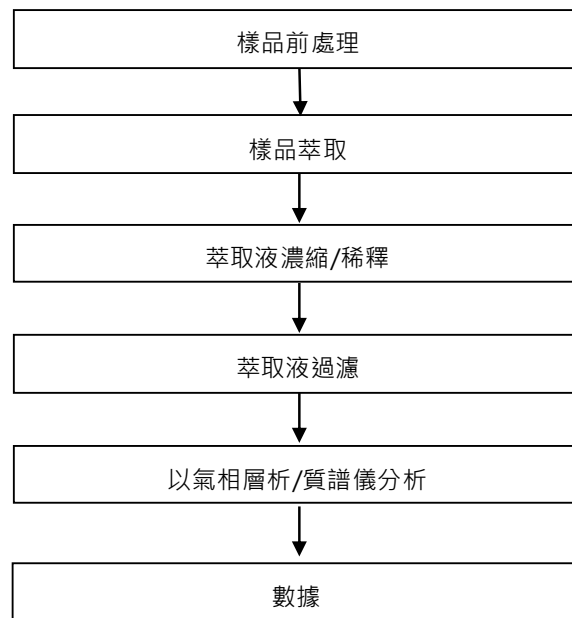 樣品前處理
樣品萃取
萃取液濃縮/稀釋
萃取液過濾
以氣相層析/質譜儀分析
數據